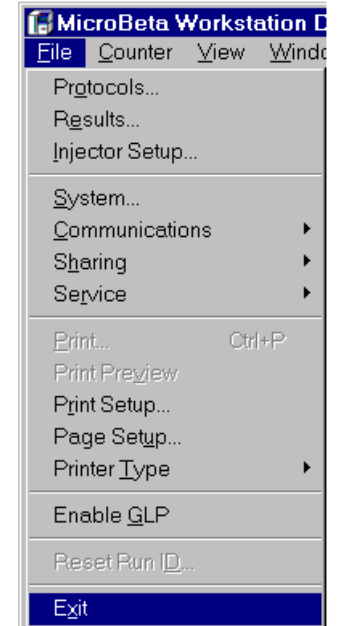 MicroBeta Workstation
File Counter View
Protocols...
Results...
Injector Setup...
System...
Communications
Sharing
Service
Print... Ctrl+P
Print Preview
Print Setup...
Page Setup...
Printer Type
Enable GLP
Reset Run ID...
Exit